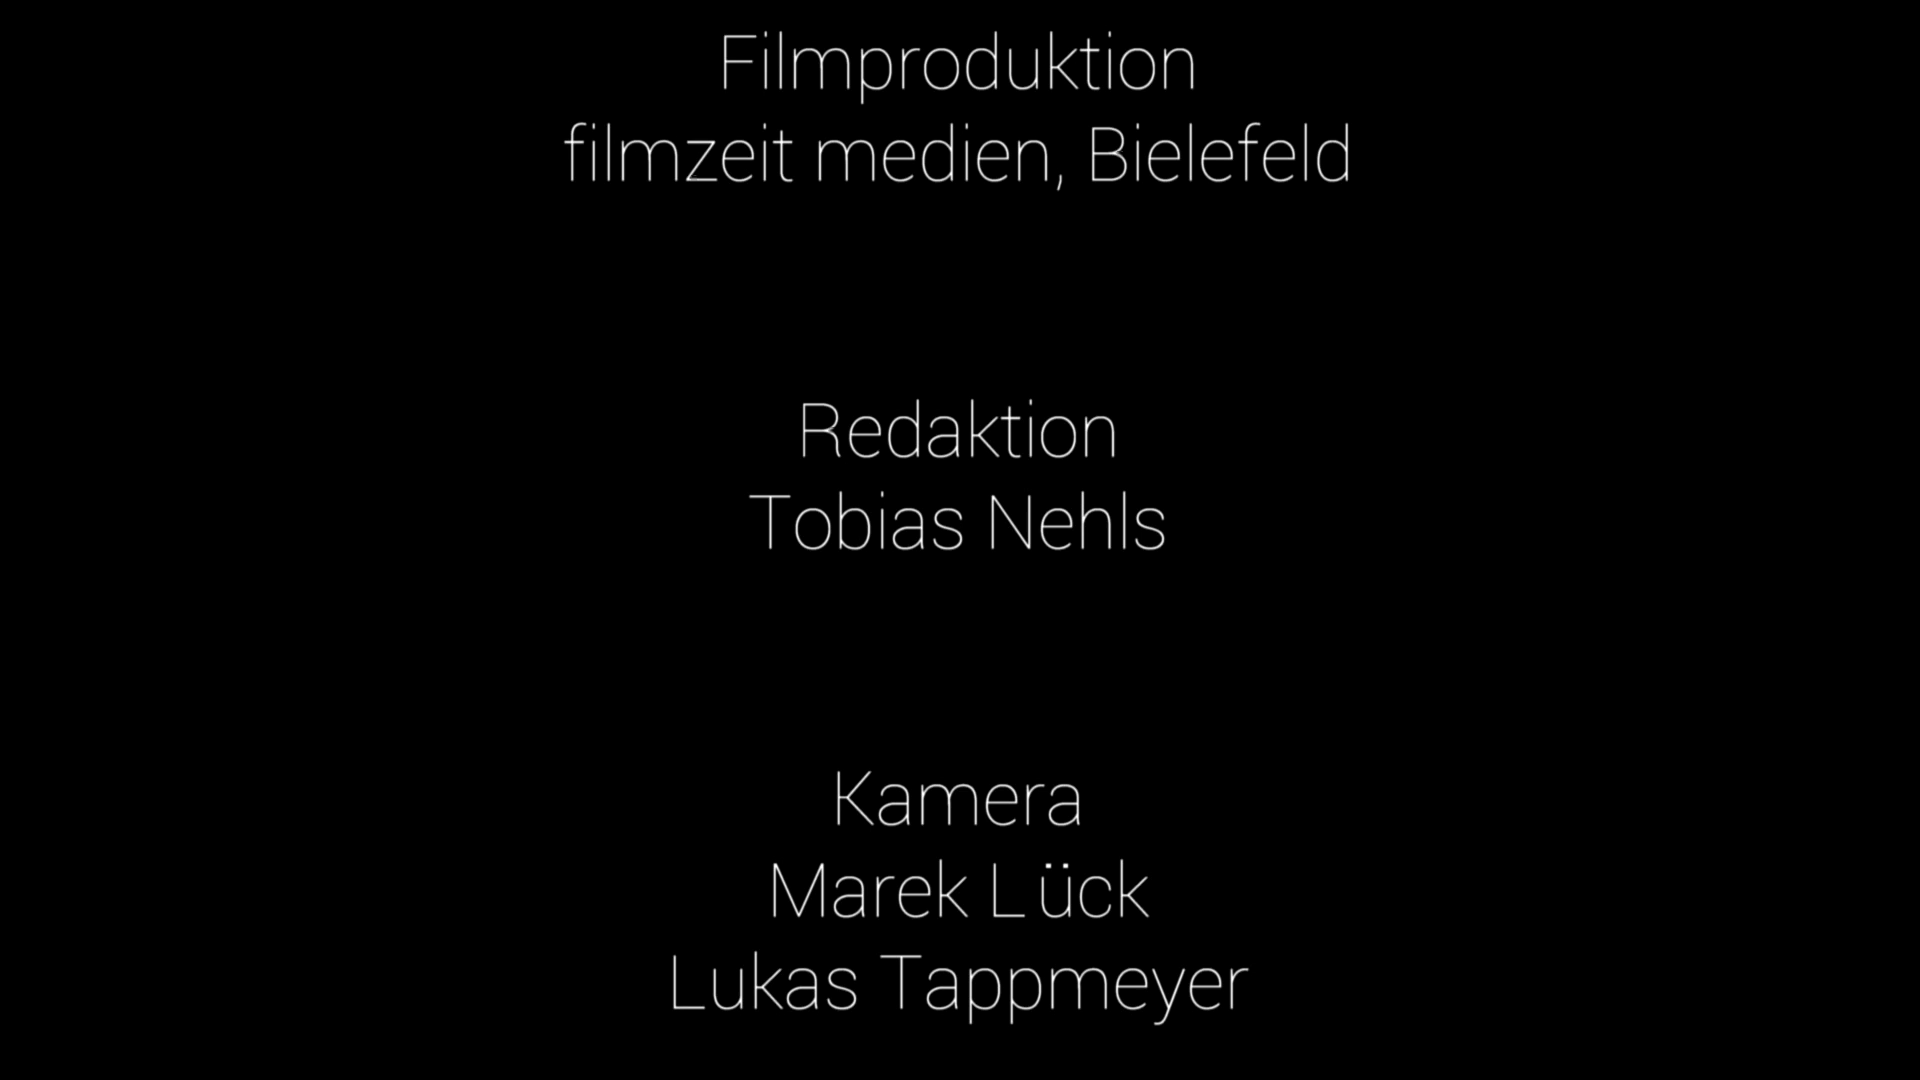 Filmproduktion
filmzeit medien, Bielefeld
Redaktion
Tobias Nehls
Kamera
Marek Lück
Lukas Tappmeyer